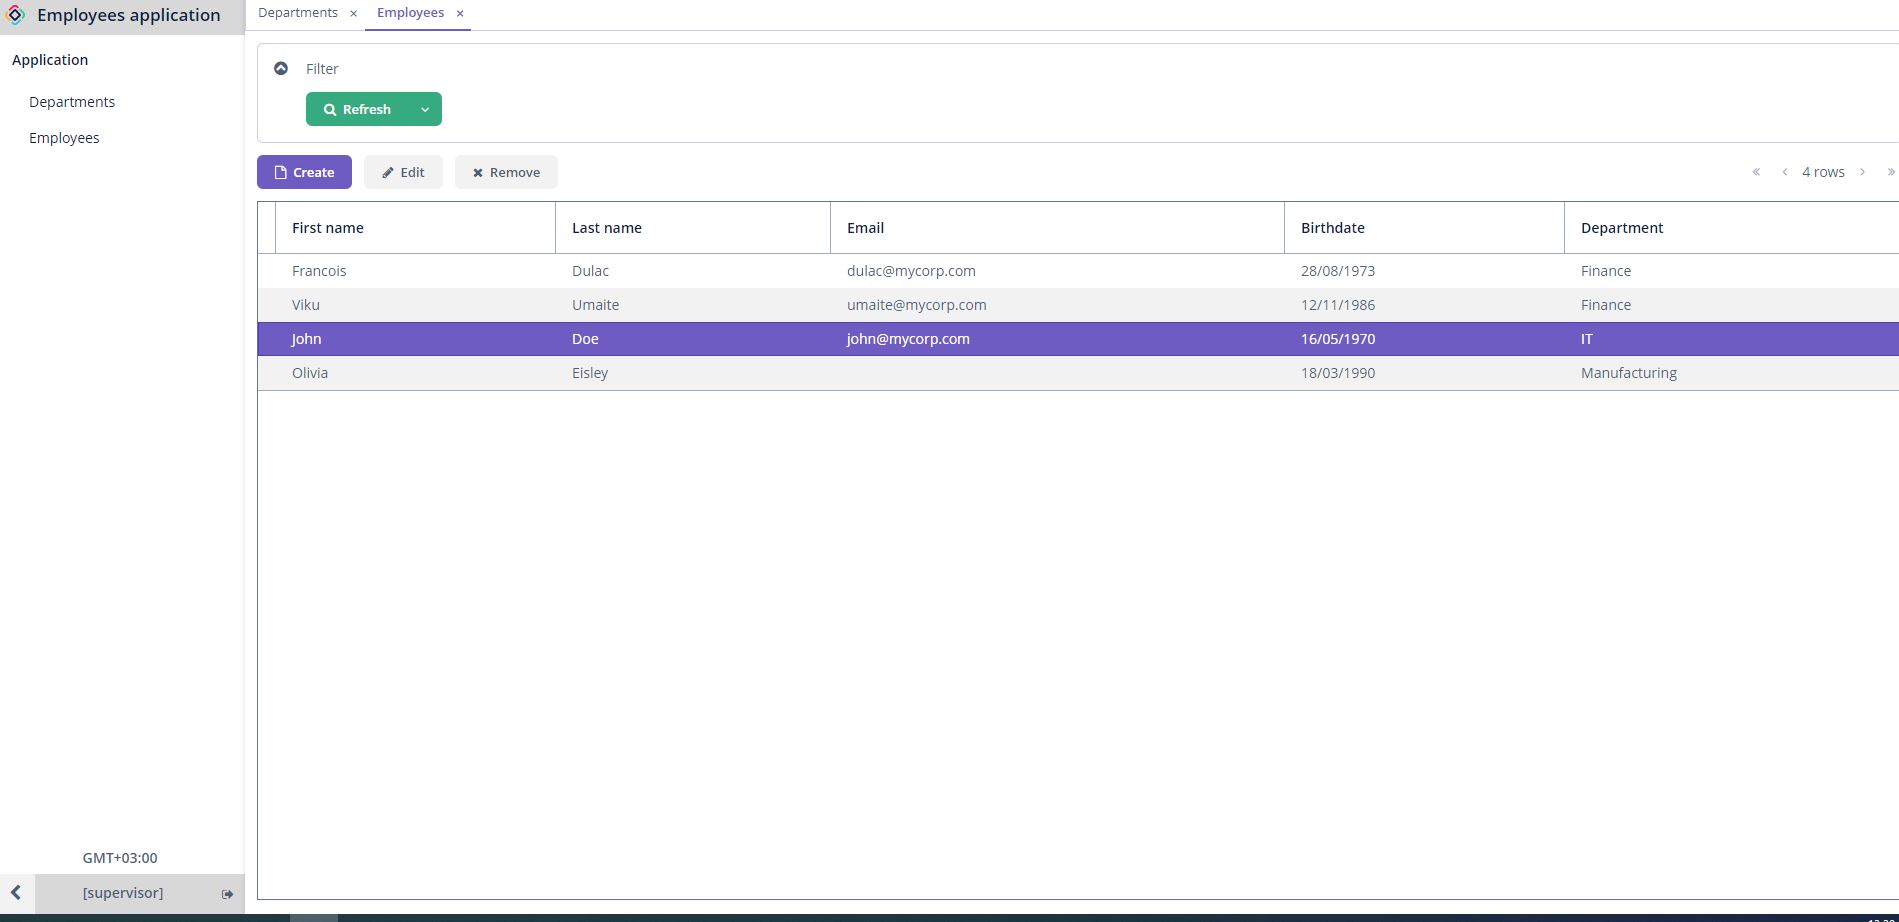 Employees application
Application
Departments
Employees
GMT+03:00
[supervisor]
Departments × Employees ×
Filter
Refresh
Create Edit Remove « ‹ 4 rows › »
First name Last name Email Birthdate Department
Francois Dulac dulac@mycorp.com 28/08/1973 Finance
Viku Umaite umaite@mycorp.com 12/11/1986 Finance
John Doe john@mycorp.com 16/05/1970 IT
Olivia Eisley 18/03/1990 Manufacturing